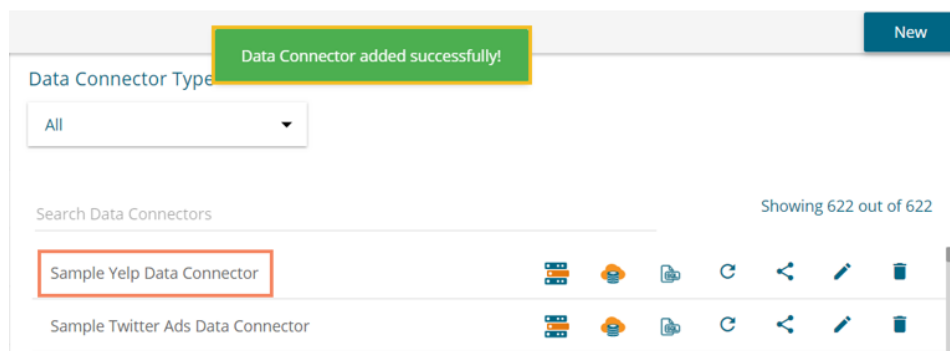 New
Data Connector added successfully!
Data Connector Type
All
Search Data Connectors
Showing 622 out of 622
Sample Yelp Data Connector
Sample Twitter Ads Data Connector